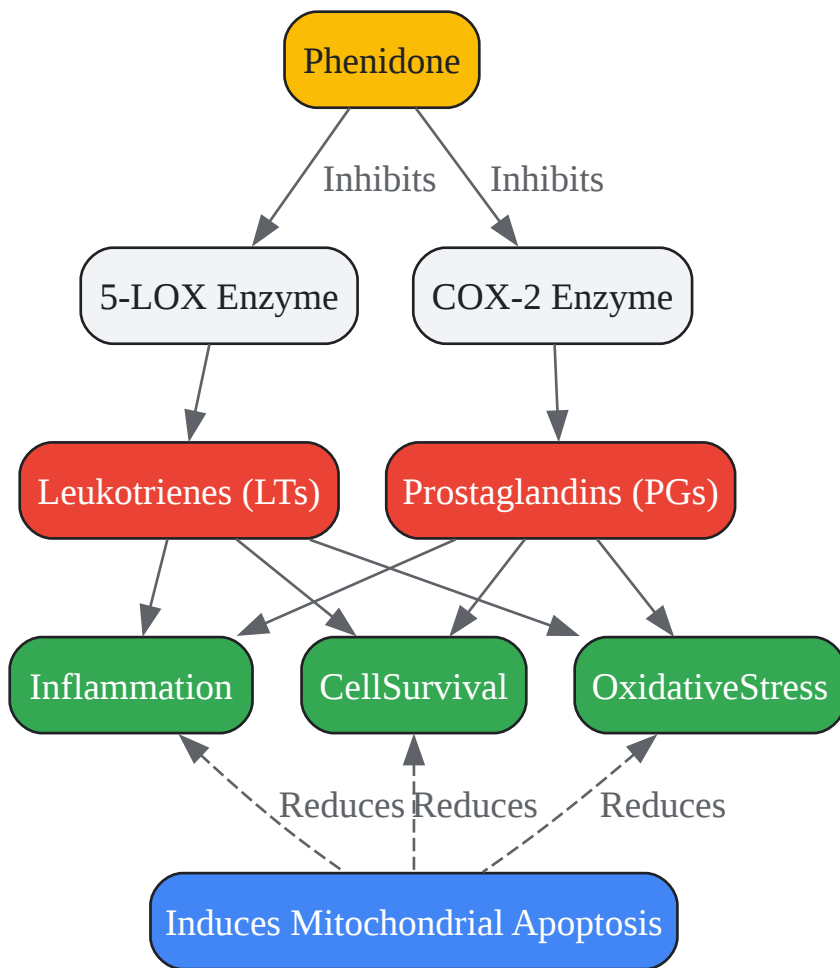 Phenidone
Inhibits
Inhibits
5-LOX Enzyme
COX-2 Enzyme
Leukotrienes (LTs)
Prostaglandins (PGs)
Inflammation
CellSurvival
OxidativeStress
Reduces
Reduces
Reduces
Induces Mitochondrial Apoptosis